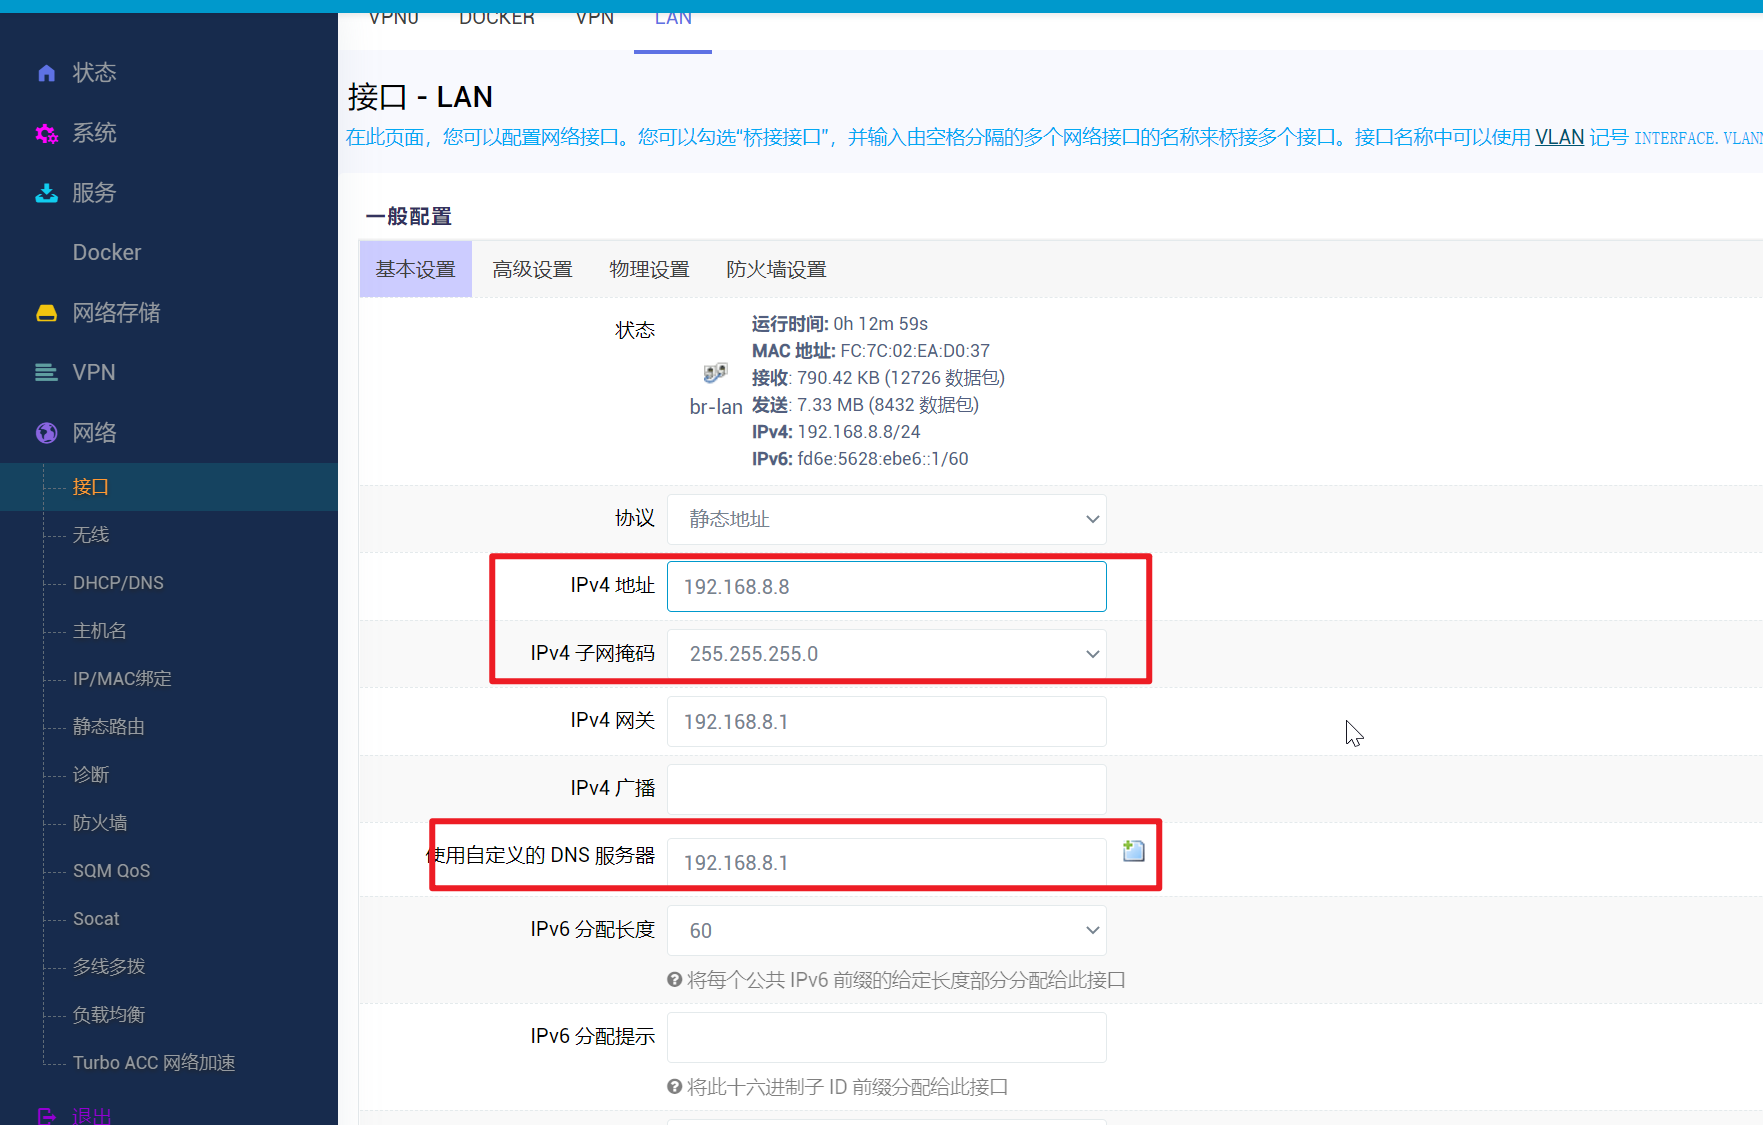 VPN0 DOCKER VPN LAN
状态
系统
服务
Docker
网络存储
VPN
网络
接口
无线
DHCP/DNS
主机名
IP/MAC绑定
静态路由
诊断
防火墙
SQM QoS
Socat
多线多拨
负载均衡
Turbo ACC 网络加速
退出
接口 - LAN
在此页面，您可以配置网络接口。您可以勾选“桥接接口”，并输入由空格分隔的多个网络接口的名称来桥接多个接口。接口名称中可以使用 VLAN 记号 INTERFACE.VLANN
一般配置
基本设置 高级设置 物理设置 防火墙设置
状态
br-lan
运行时间: 0h 12m 59s
MAC 地址: FC:7C:02:EA:D0:37
接收: 790.42 KB (12726 数据包)
发送: 7.33 MB (8432 数据包)
IPv4: 192.168.8.8/24
IPv6: fd6e:5628:ebe6::1/60
协议 静态地址
IPv4 地址 192.168.8.8
IPv4 子网掩码 255.255.255.0
IPv4 网关 192.168.8.1
IPv4 广播
使用自定义的 DNS 服务器 192.168.8.1
IPv6 分配长度 60
将每个公共 IPv6 前缀的给定长度部分分配给此接口
IPv6 分配提示
将此十六进制子 ID 前缀分配给此接口